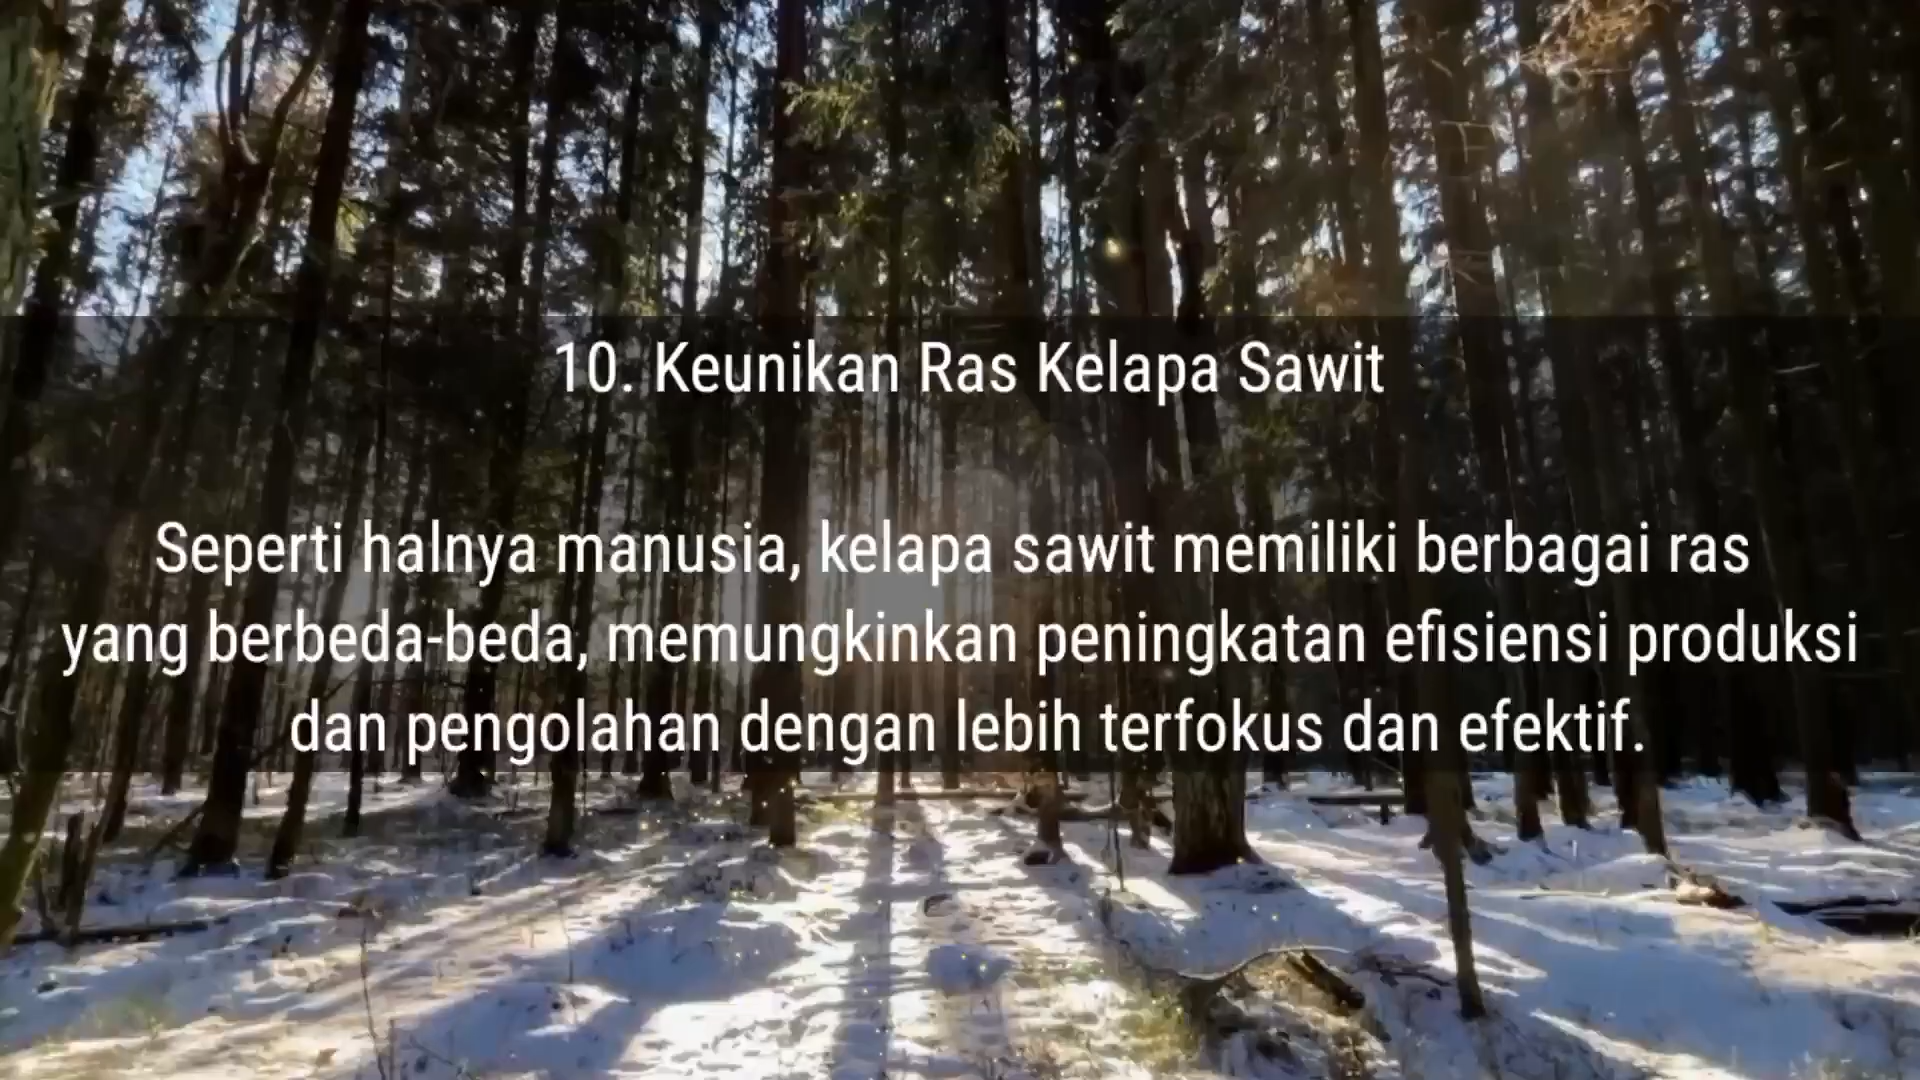 10. Keunikan Ras Kelapa Sawit
Seperti halnya manusia, kelapa sawit memiliki berbagai ras
yang berbeda-beda, memungkinkan peningkatan efisiensi produksi
dan pengolahan dengan lebih terfokus dan efektif.